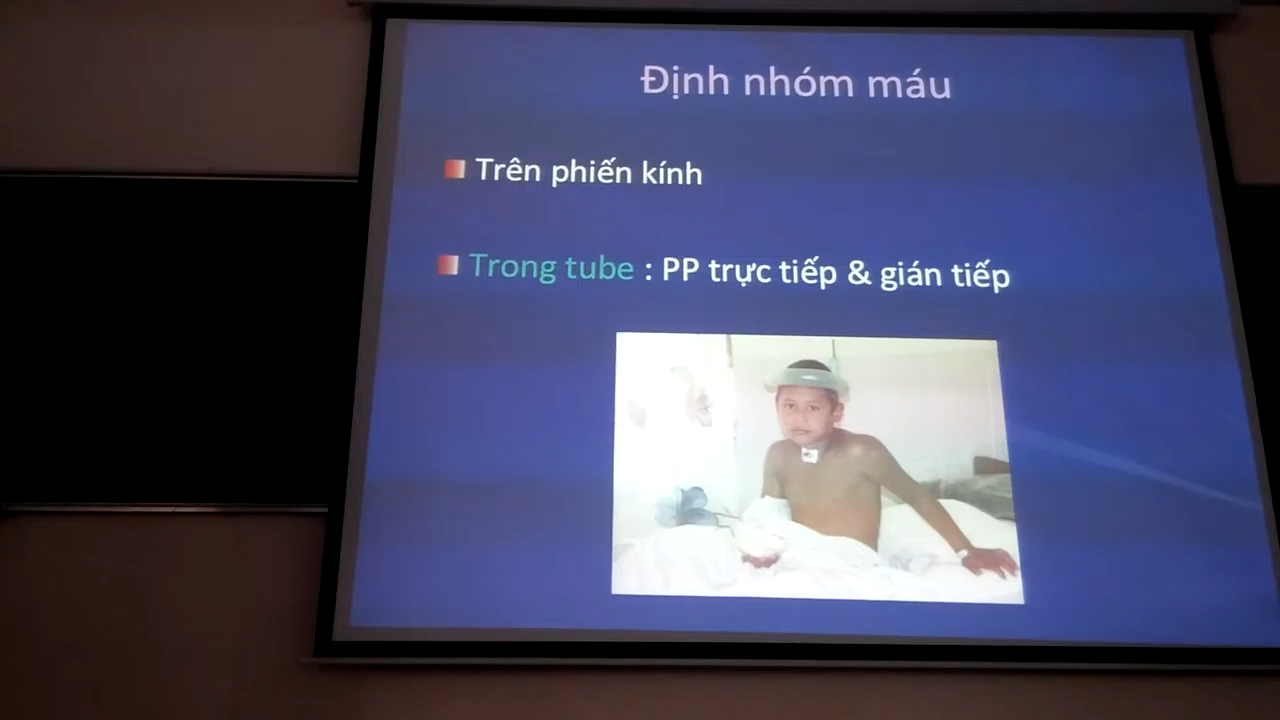 Định nhóm máu
Trên phiến kính
Trong tube : PP trực tiếp & gián tiếp